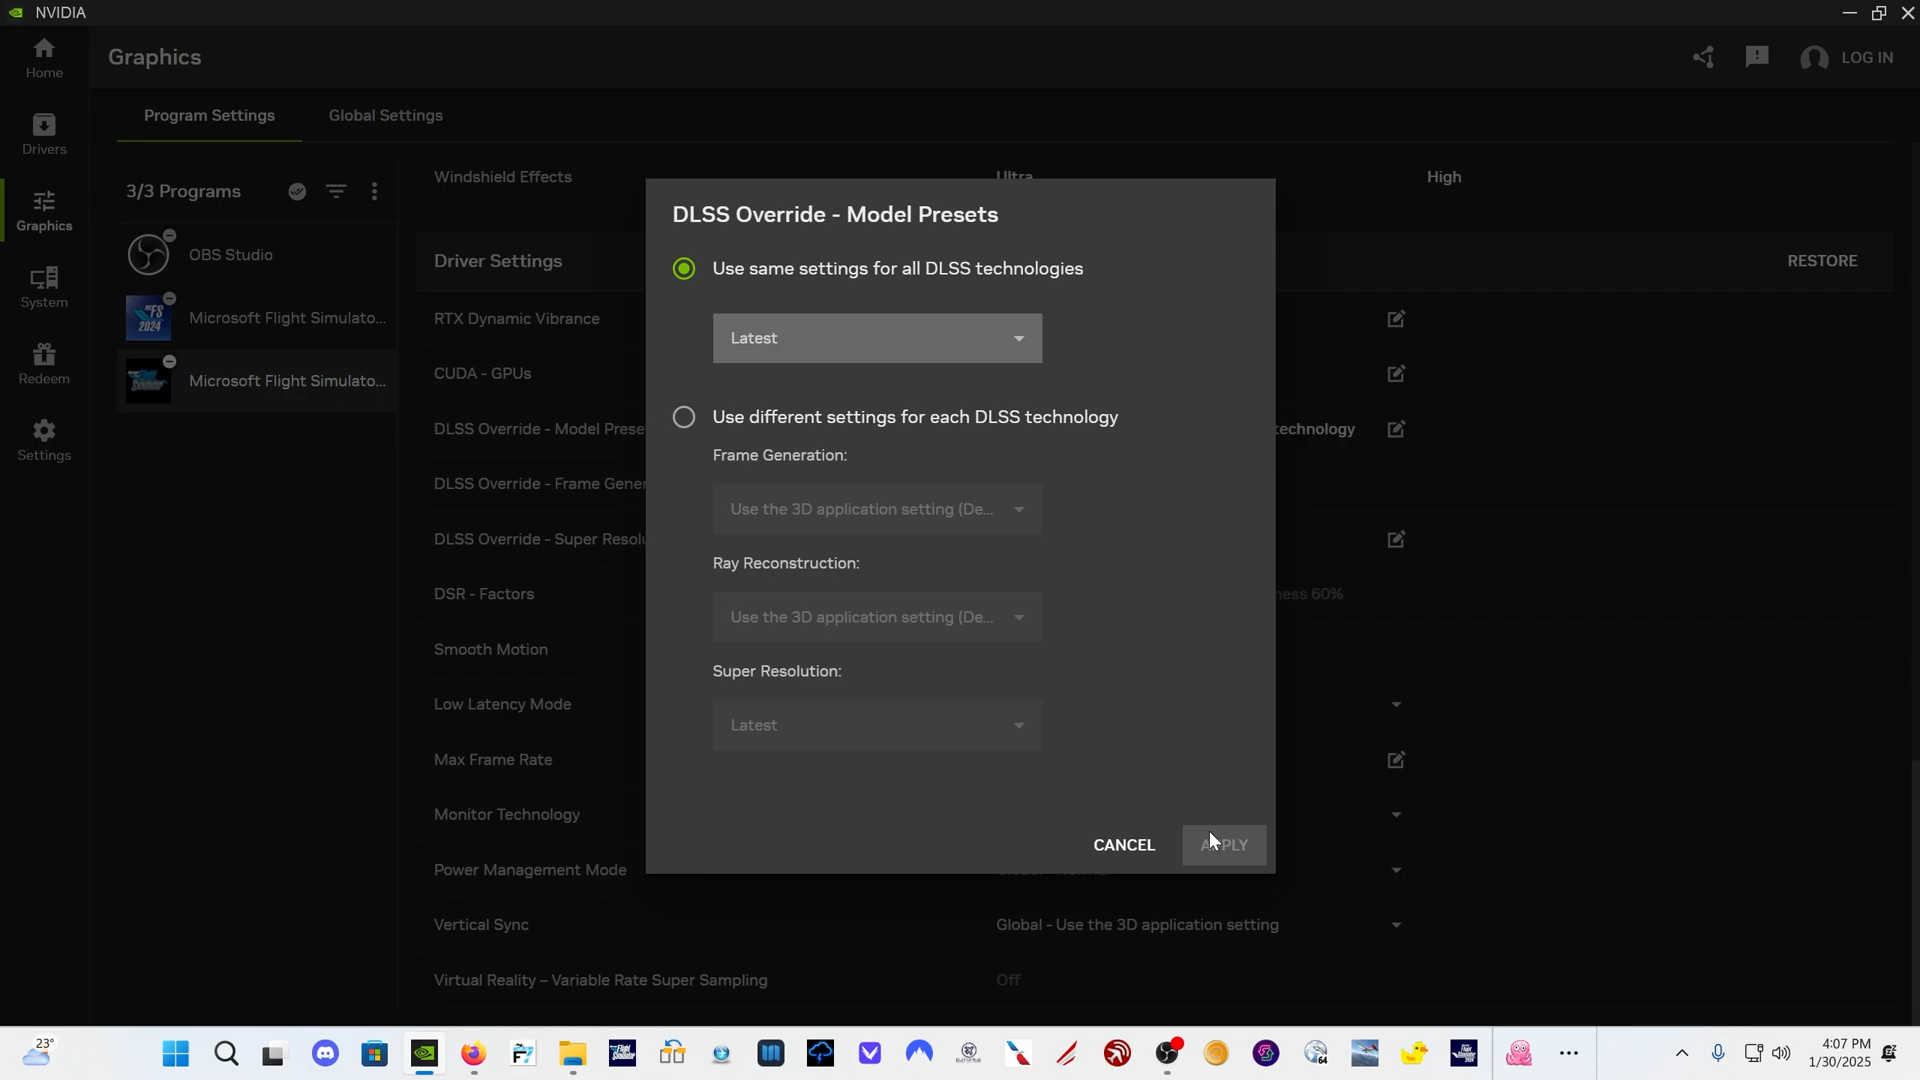 NVIDIA
Home
Graphics
LOG IN
Drivers
Program Settings
Global Settings
Graphics
3/3 Programs
Windshield Effects
Ultra
High
OBS Studio
Driver Settings
RESTORE
System
Microsoft Flight Simulato...
RTX Dynamic Vibrance
Redeem
Microsoft Flight Simulato...
CUDA - GPUs
Settings
DLSS Override - Model Prese
technology
DLSS Override - Frame Gener
DLSS Override - Super Resolu
DSR - Factors
ness 60%
Smooth Motion
Low Latency Mode
Max Frame Rate
Monitor Technology
Power Management Mode
Vertical Sync
Global - Use the 3D application setting
Virtual Reality – Variable Rate Super Sampling
Off
DLSS Override - Model Presets
Use same settings for all DLSS technologies
Latest
Use different settings for each DLSS technology
Frame Generation:
Use the 3D application setting (De...
Ray Reconstruction:
Use the 3D application setting (De...
Super Resolution:
Latest
CANCEL
APPLY
23°
4:07 PM
1/30/2025